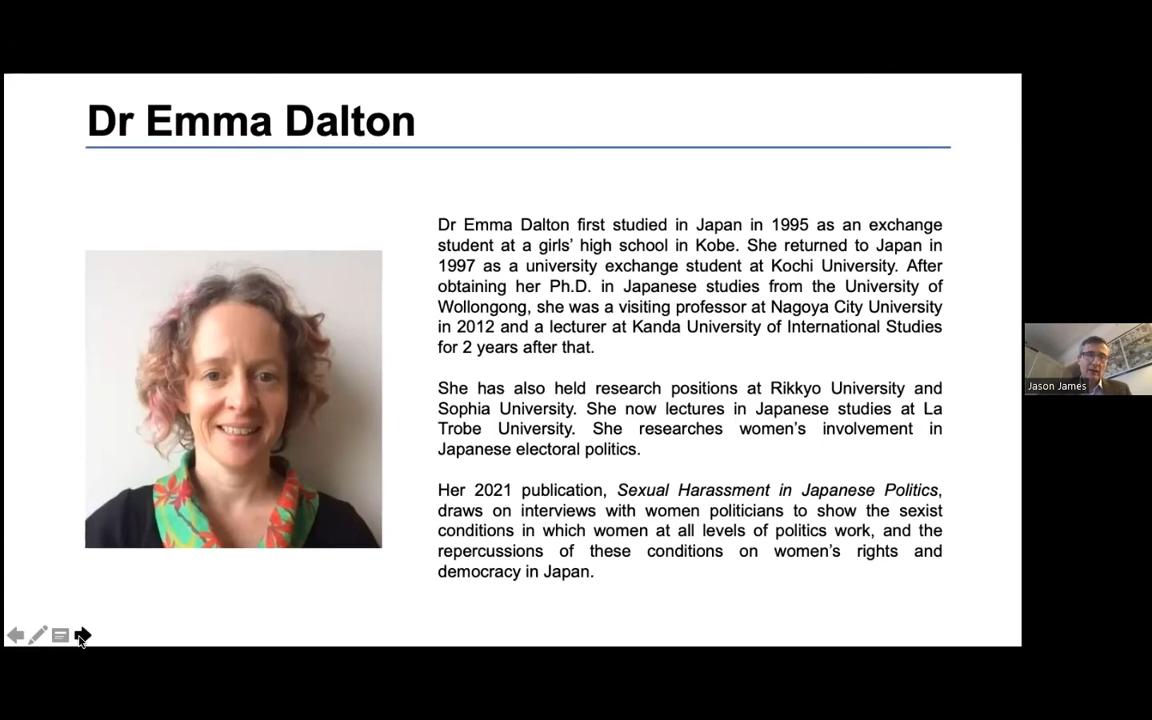 Dr Emma Dalton
Dr Emma Dalton first studied in Japan in 1995 as an exchange
student at a girls’ high school in Kobe. She returned to Japan in
1997 as a university exchange student at Kochi University. After
obtaining her Ph.D. in Japanese studies from the University of
Wollongong, she was a visiting professor at Nagoya City University
in 2012 and a lecturer at Kanda University of International Studies
for 2 years after that.
She has also held research positions at Rikkyo University and
Sophia University. She now lectures in Japanese studies at La
Trobe University. She researches women’s involvement in
Japanese electoral politics.
Her 2021 publication, Sexual Harassment in Japanese Politics,
draws on interviews with women politicians to show the sexist
conditions in which women at all levels of politics work, and the
repercussions of these conditions on women’s rights and
democracy in Japan.
Jason James